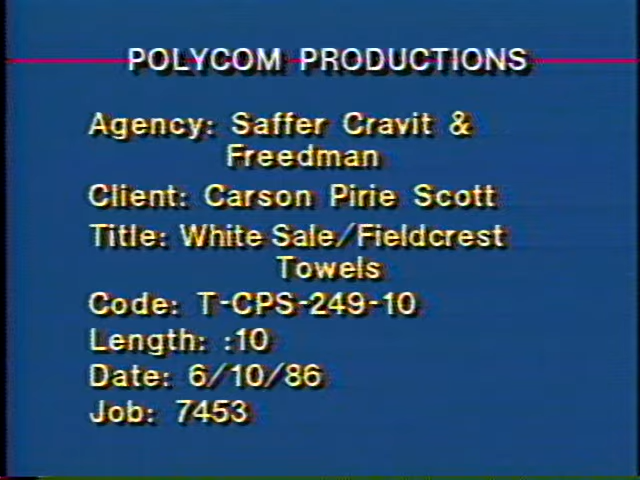 POLYCOM PRODUCTIONS
Agency: Saffer Cravit &
Freedman
Client: Carson Pirie Scott
Title: White Sale/Fieldcrest
Towels
Code: T-CPS-249-10
Length: :10
Date: 6/10/86
Job: 7453